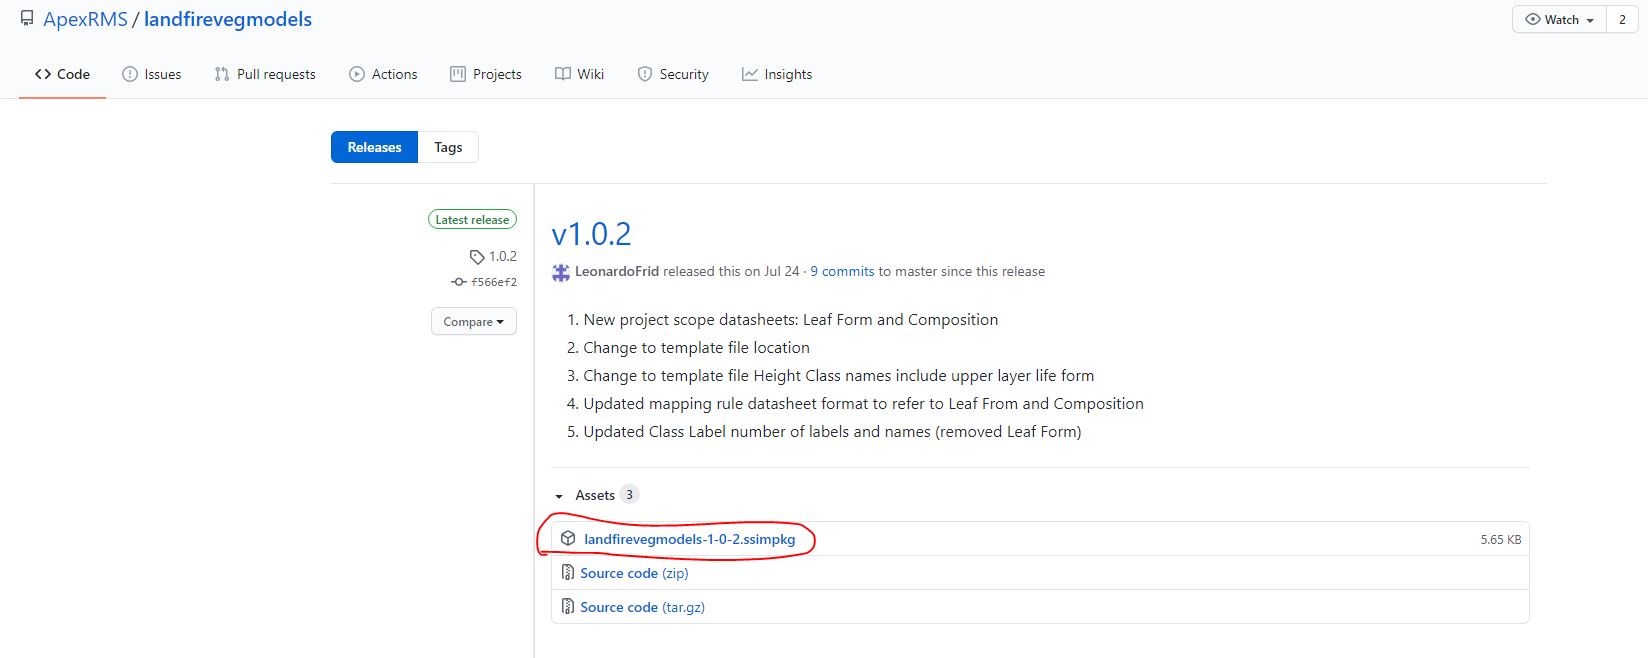 ApexRMS / landfirevegmodels
Watch 2
Code Issues Pull requests Actions Projects Wiki Security Insights
Releases Tags
Latest release
1.0.2
f566ef2
Compare
v1.0.2
LeonardoFrid released this on Jul 24 · 9 commits to master since this release
1. New project scope datasheets: Leaf Form and Composition
2. Change to template file location
3. Change to template file Height Class names include upper layer life form
4. Updated mapping rule datasheet format to refer to Leaf From and Composition
5. Updated Class Label number of labels and names (removed Leaf Form)
Assets 3
landfirevegmodels-1-0-2.ssimpkg 5.65 KB
Source code (zip)
Source code (tar.gz)